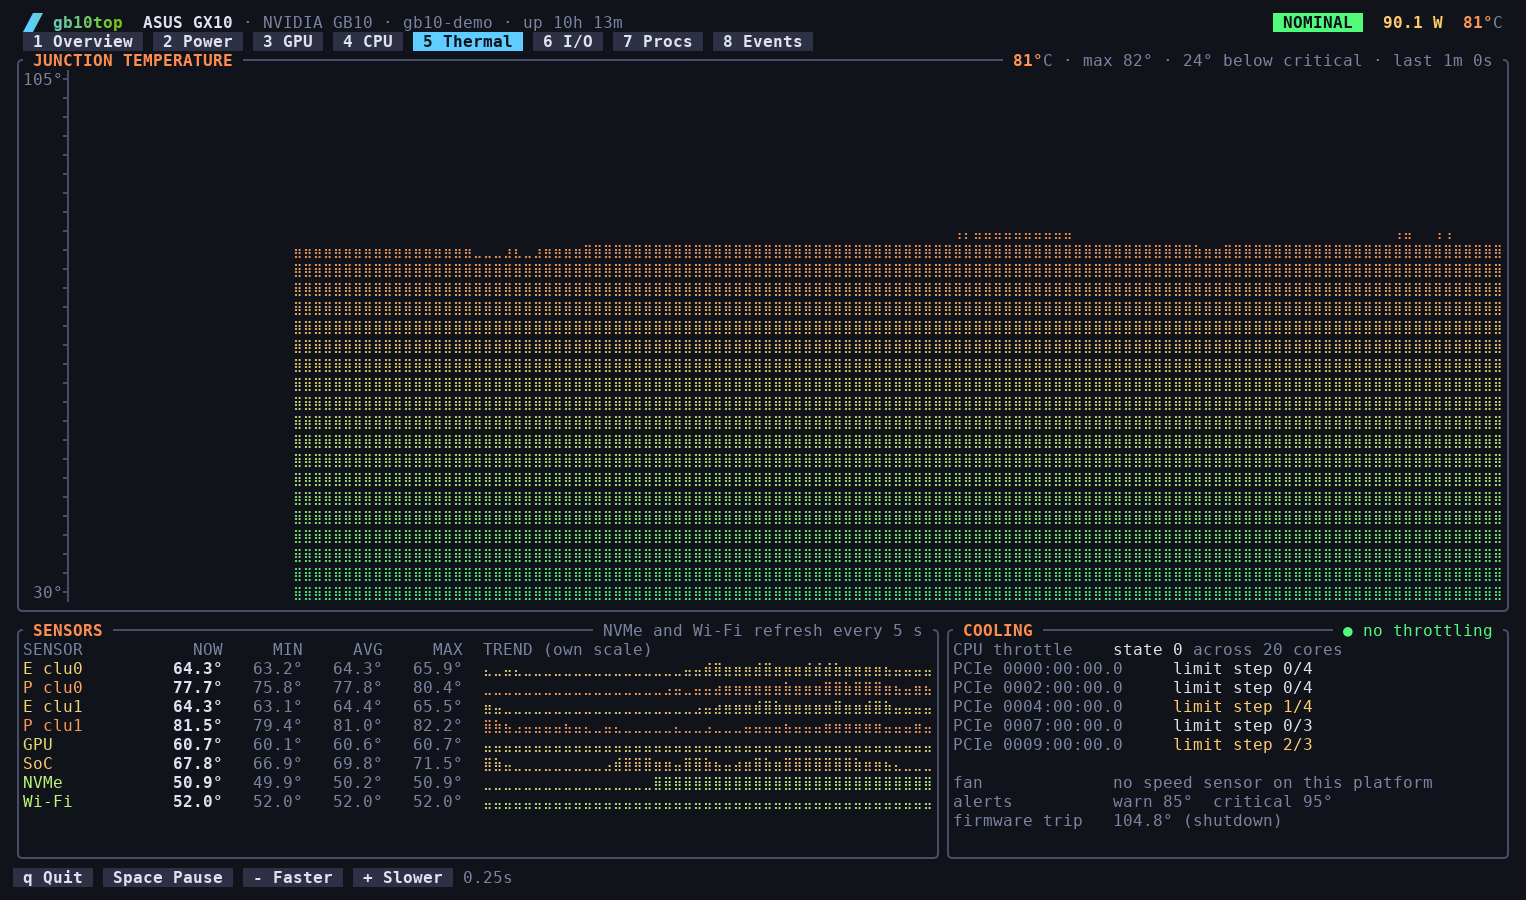 gb10top ASUS GX10 · NVIDIA GB10 · gb10-demo · up 10h 13m NOMINAL 90.1 W 81°C
1 Overview 2 Power 3 GPU 4 CPU 5 Thermal 6 I/O 7 Procs 8 Events
JUNCTION TEMPERATURE 81°C · max 82° · 24° below critical · last 1m 0s
105°
30°
SENSORS NVMe and Wi-Fi refresh every 5 s
SENSOR NOW MIN AVG MAX TREND (own scale)
E clu0 64.3° 63.2° 64.3° 65.9°
P clu0 77.7° 75.8° 77.8° 80.4°
E clu1 64.3° 63.1° 64.4° 65.5°
P clu1 81.5° 79.4° 81.0° 82.2°
GPU 60.7° 60.1° 60.6° 60.7°
SoC 67.8° 66.9° 69.8° 71.5°
NVMe 50.9° 49.9° 50.2° 50.9°
Wi-Fi 52.0° 52.0° 52.0° 52.0°
COOLING ● no throttling
CPU throttle state 0 across 20 cores
PCIe 0000:00:00.0 limit step 0/4
PCIe 0002:00:00.0 limit step 0/4
PCIe 0004:00:00.0 limit step 1/4
PCIe 0007:00:00.0 limit step 0/3
PCIe 0009:00:00.0 limit step 2/3
fan no speed sensor on this platform
alerts warn 85° critical 95°
firmware trip 104.8° (shutdown)
q Quit Space Pause - Faster + Slower 0.25s